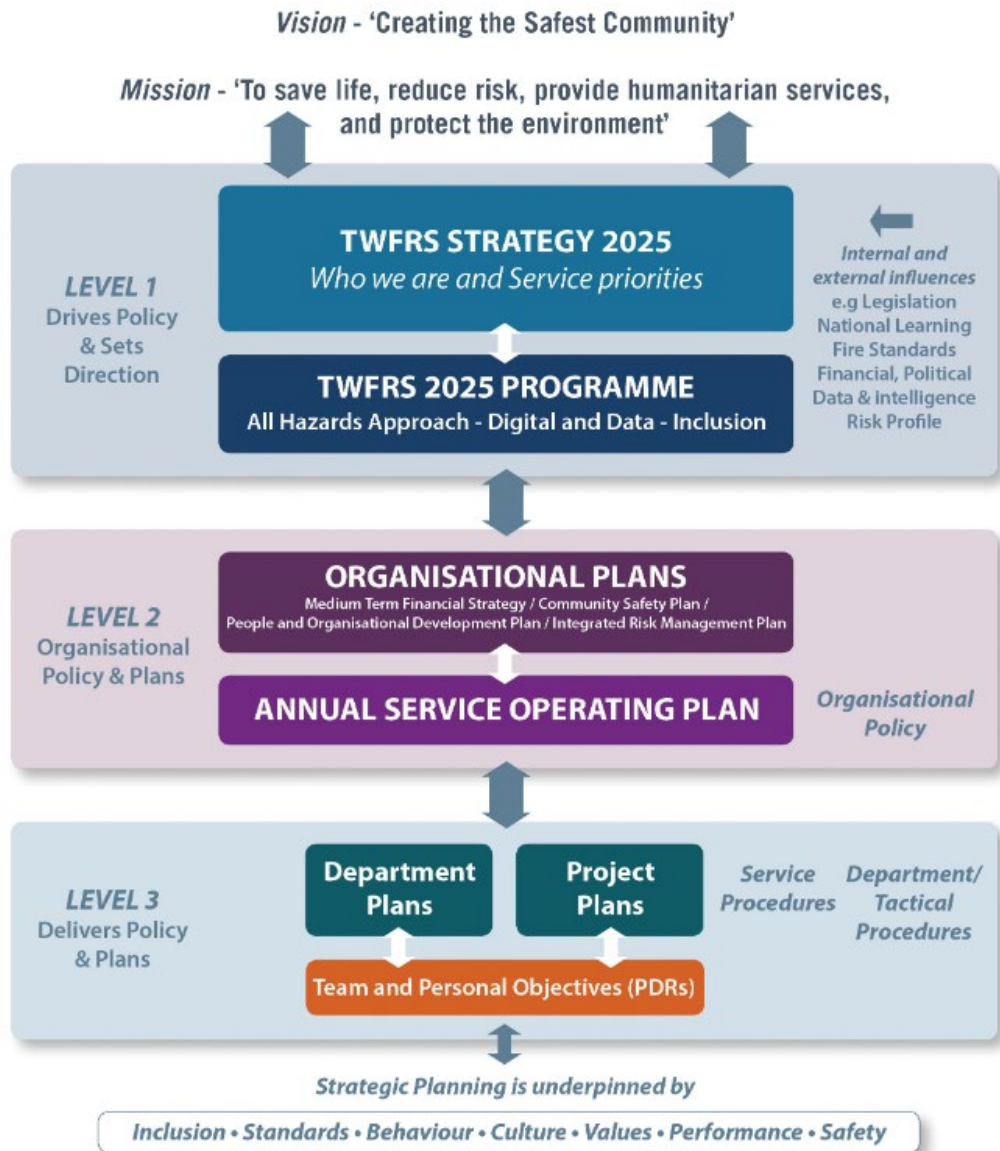 Vision - ‘Creating the Safest Community’
Mission - ‘To save life, reduce risk, provide humanitarian services,
and protect the environment’
LEVEL 1
Drives Policy
& Sets
Direction
TWFRS STRATEGY 2025
Who we are and Service priorities
TWFRS 2025 PROGRAMME
All Hazards Approach - Digital and Data - Inclusion
Internal and
external influences
e.g Legislation
National Learning
Fire Standards
Financial, Political
Data & intelligence
Risk Profile
LEVEL 2
Organisational
Policy & Plans
ORGANISATIONAL PLANS
Medium Term Financial Strategy / Community Safety Plan /
People and Organisational Development Plan / Integrated Risk Management Plan
ANNUAL SERVICE OPERATING PLAN
Organisational
Policy
LEVEL 3
Delivers Policy
& Plans
Department
Plans
Project
Plans
Team and Personal Objectives (PDRs)
Service
Procedures
Department/
Tactical
Procedures
Strategic Planning is underpinned by
Inclusion • Standards • Behaviour • Culture • Values • Performance • Safety